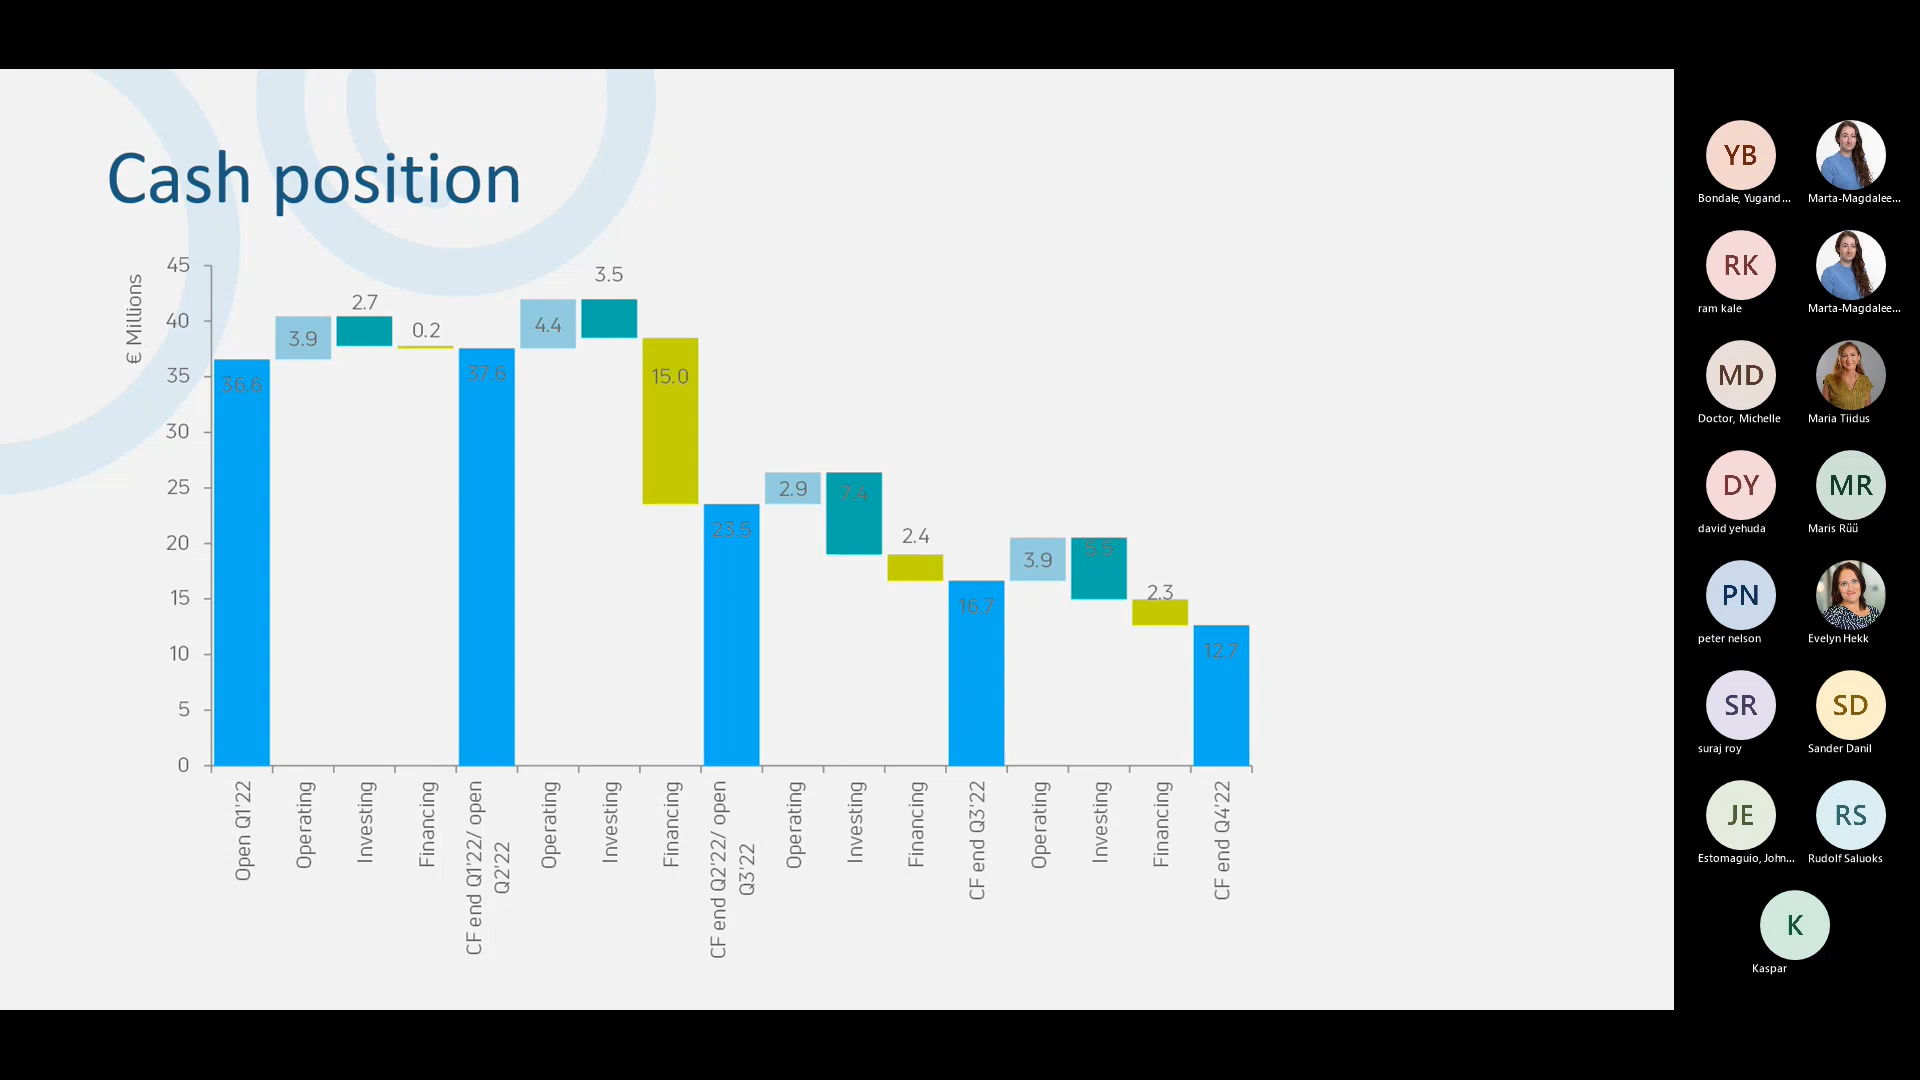 Cash position
€ Millions
45
40
35
30
25
20
15
10
5
0
36.6
3.9
2.7
0.2
37.6
4.4
3.5
15.0
23.5
2.9
7.4
2.4
16.7
3.9
5.5
2.3
12.7
Open Q1'22
Operating
Investing
Financing
CF end Q1'22/ open
Q2'22
Operating
Investing
Financing
CF end Q2'22/ open
Q3'22
Operating
Investing
Financing
CF end Q3'22
Operating
Investing
Financing
CF end Q4'22
YB
Bondale, Yugand...
Marta-Magdalee...
RK
ram kale
Marta-Magdalee...
MD
Doctor, Michelle
Maria Tiidus
DY
david yehuda
MR
Maris Rüü
PN
peter nelson
Evelyn Hekk
SR
suraj roy
SD
Sander Danil
JE
Estomaguio, John...
RS
Rudolf Saluoks
K
Kaspar